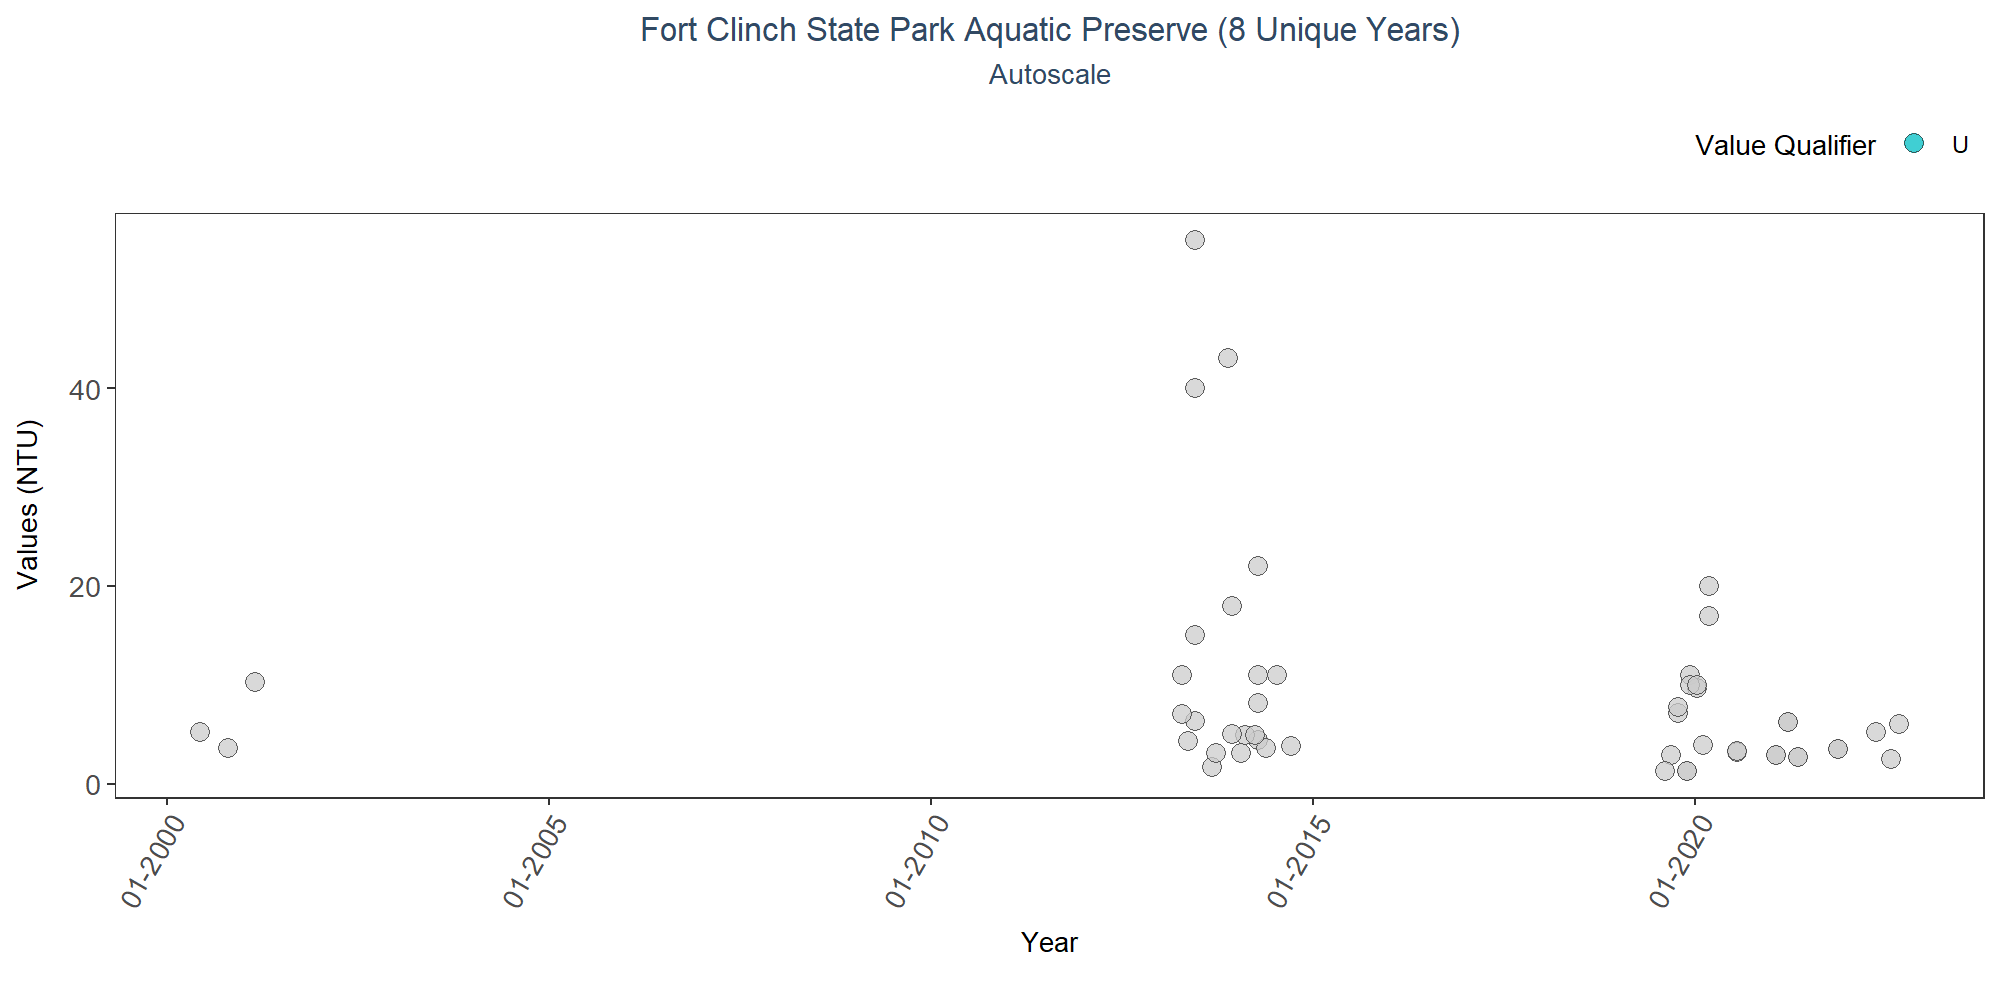 Fort Clinch State Park Aquatic Preserve (8 Unique Years)
Autoscale
Value Qualifier U
Values (NTU)
40
20
0
01-2000 01-2005 01-2010 01-2015 01-2020
Year